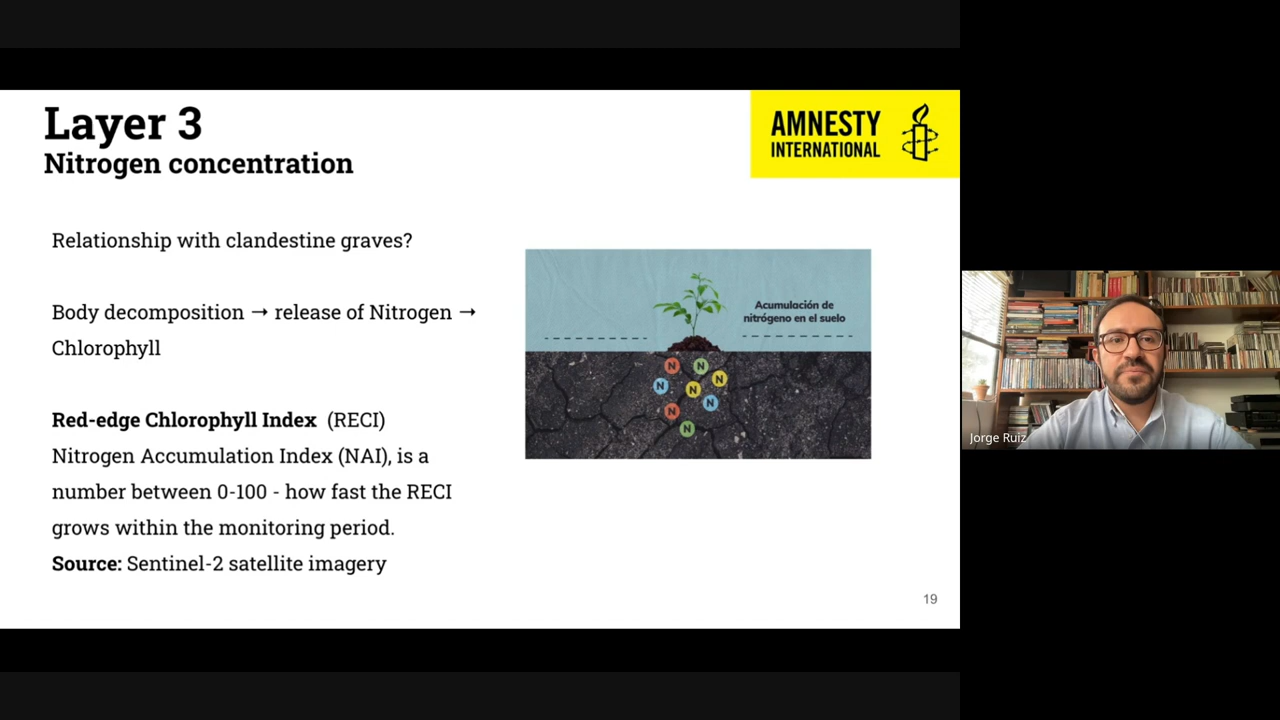 Layer 3
Nitrogen concentration
AMNESTY
INTERNATIONAL
Relationship with clandestine graves?
Body decomposition → release of Nitrogen →
Chlorophyll
Red-edge Chlorophyll Index (RECI)
Nitrogen Accumulation Index (NAI), is a
number between 0-100 - how fast the RECI
grows within the monitoring period.
Source: Sentinel-2 satellite imagery
Acumulación de
nitrógeno en el suelo
N N
N N N
N N
N
19
Jorge Ruiz